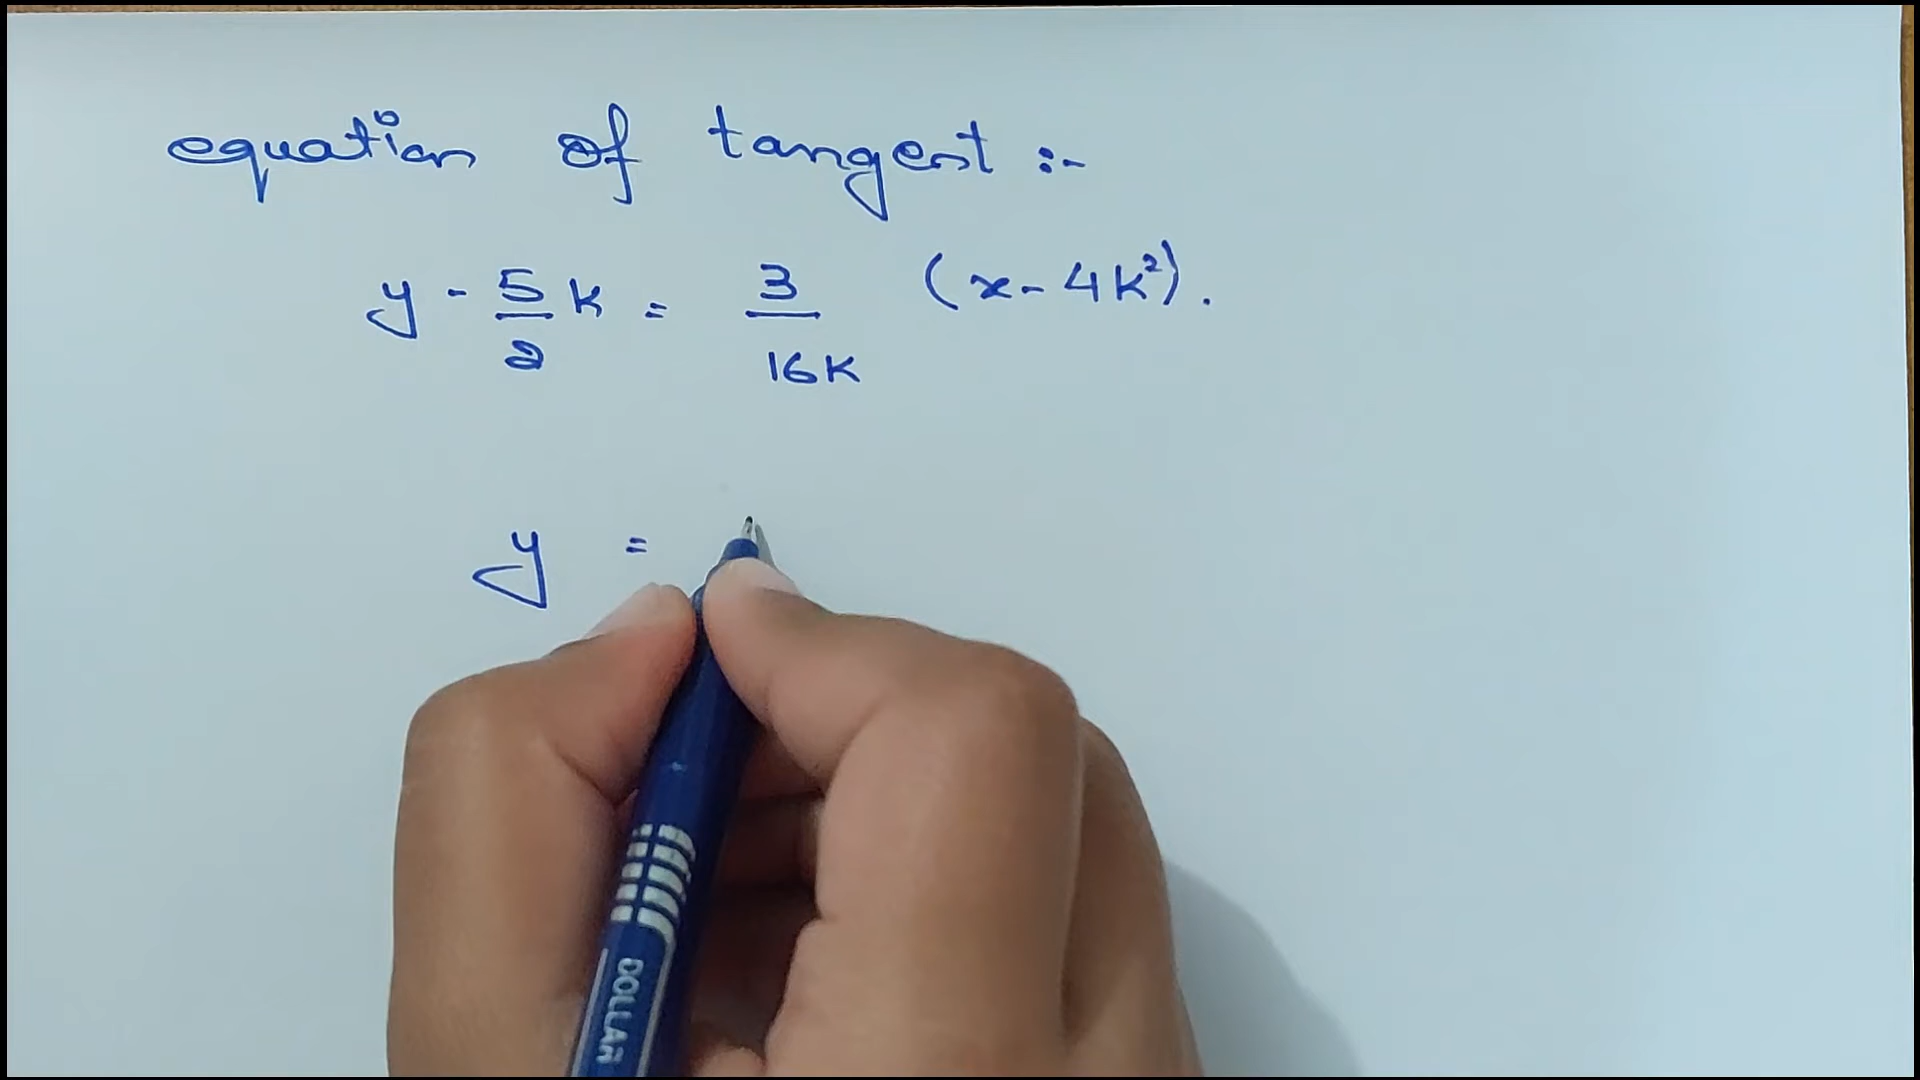 equation of tangent :-
y - 5/2 k = 3/16k (x - 4k²).
y =
DOLLAR